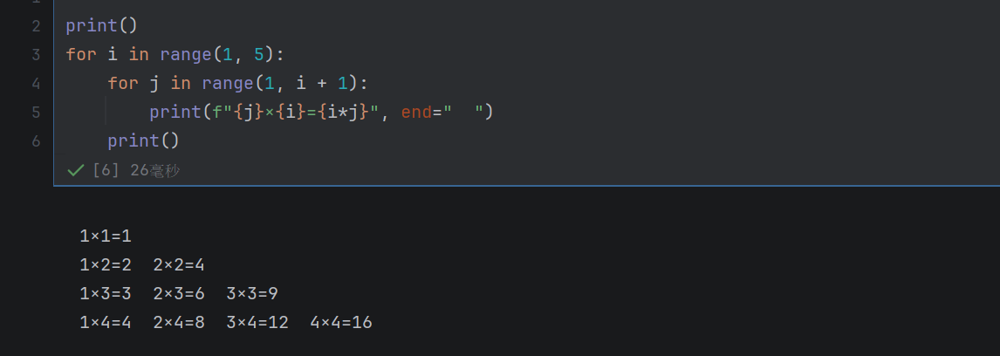 2 print()
3 for i in range(1, 5):
4     for j in range(1, i + 1):
5         print(f"{j}×{i}={i*j}", end="  ")
6     print()
[6] 26毫秒
1×1=1
1×2=2  2×2=4
1×3=3  2×3=6  3×3=9
1×4=4  2×4=8  3×4=12  4×4=16